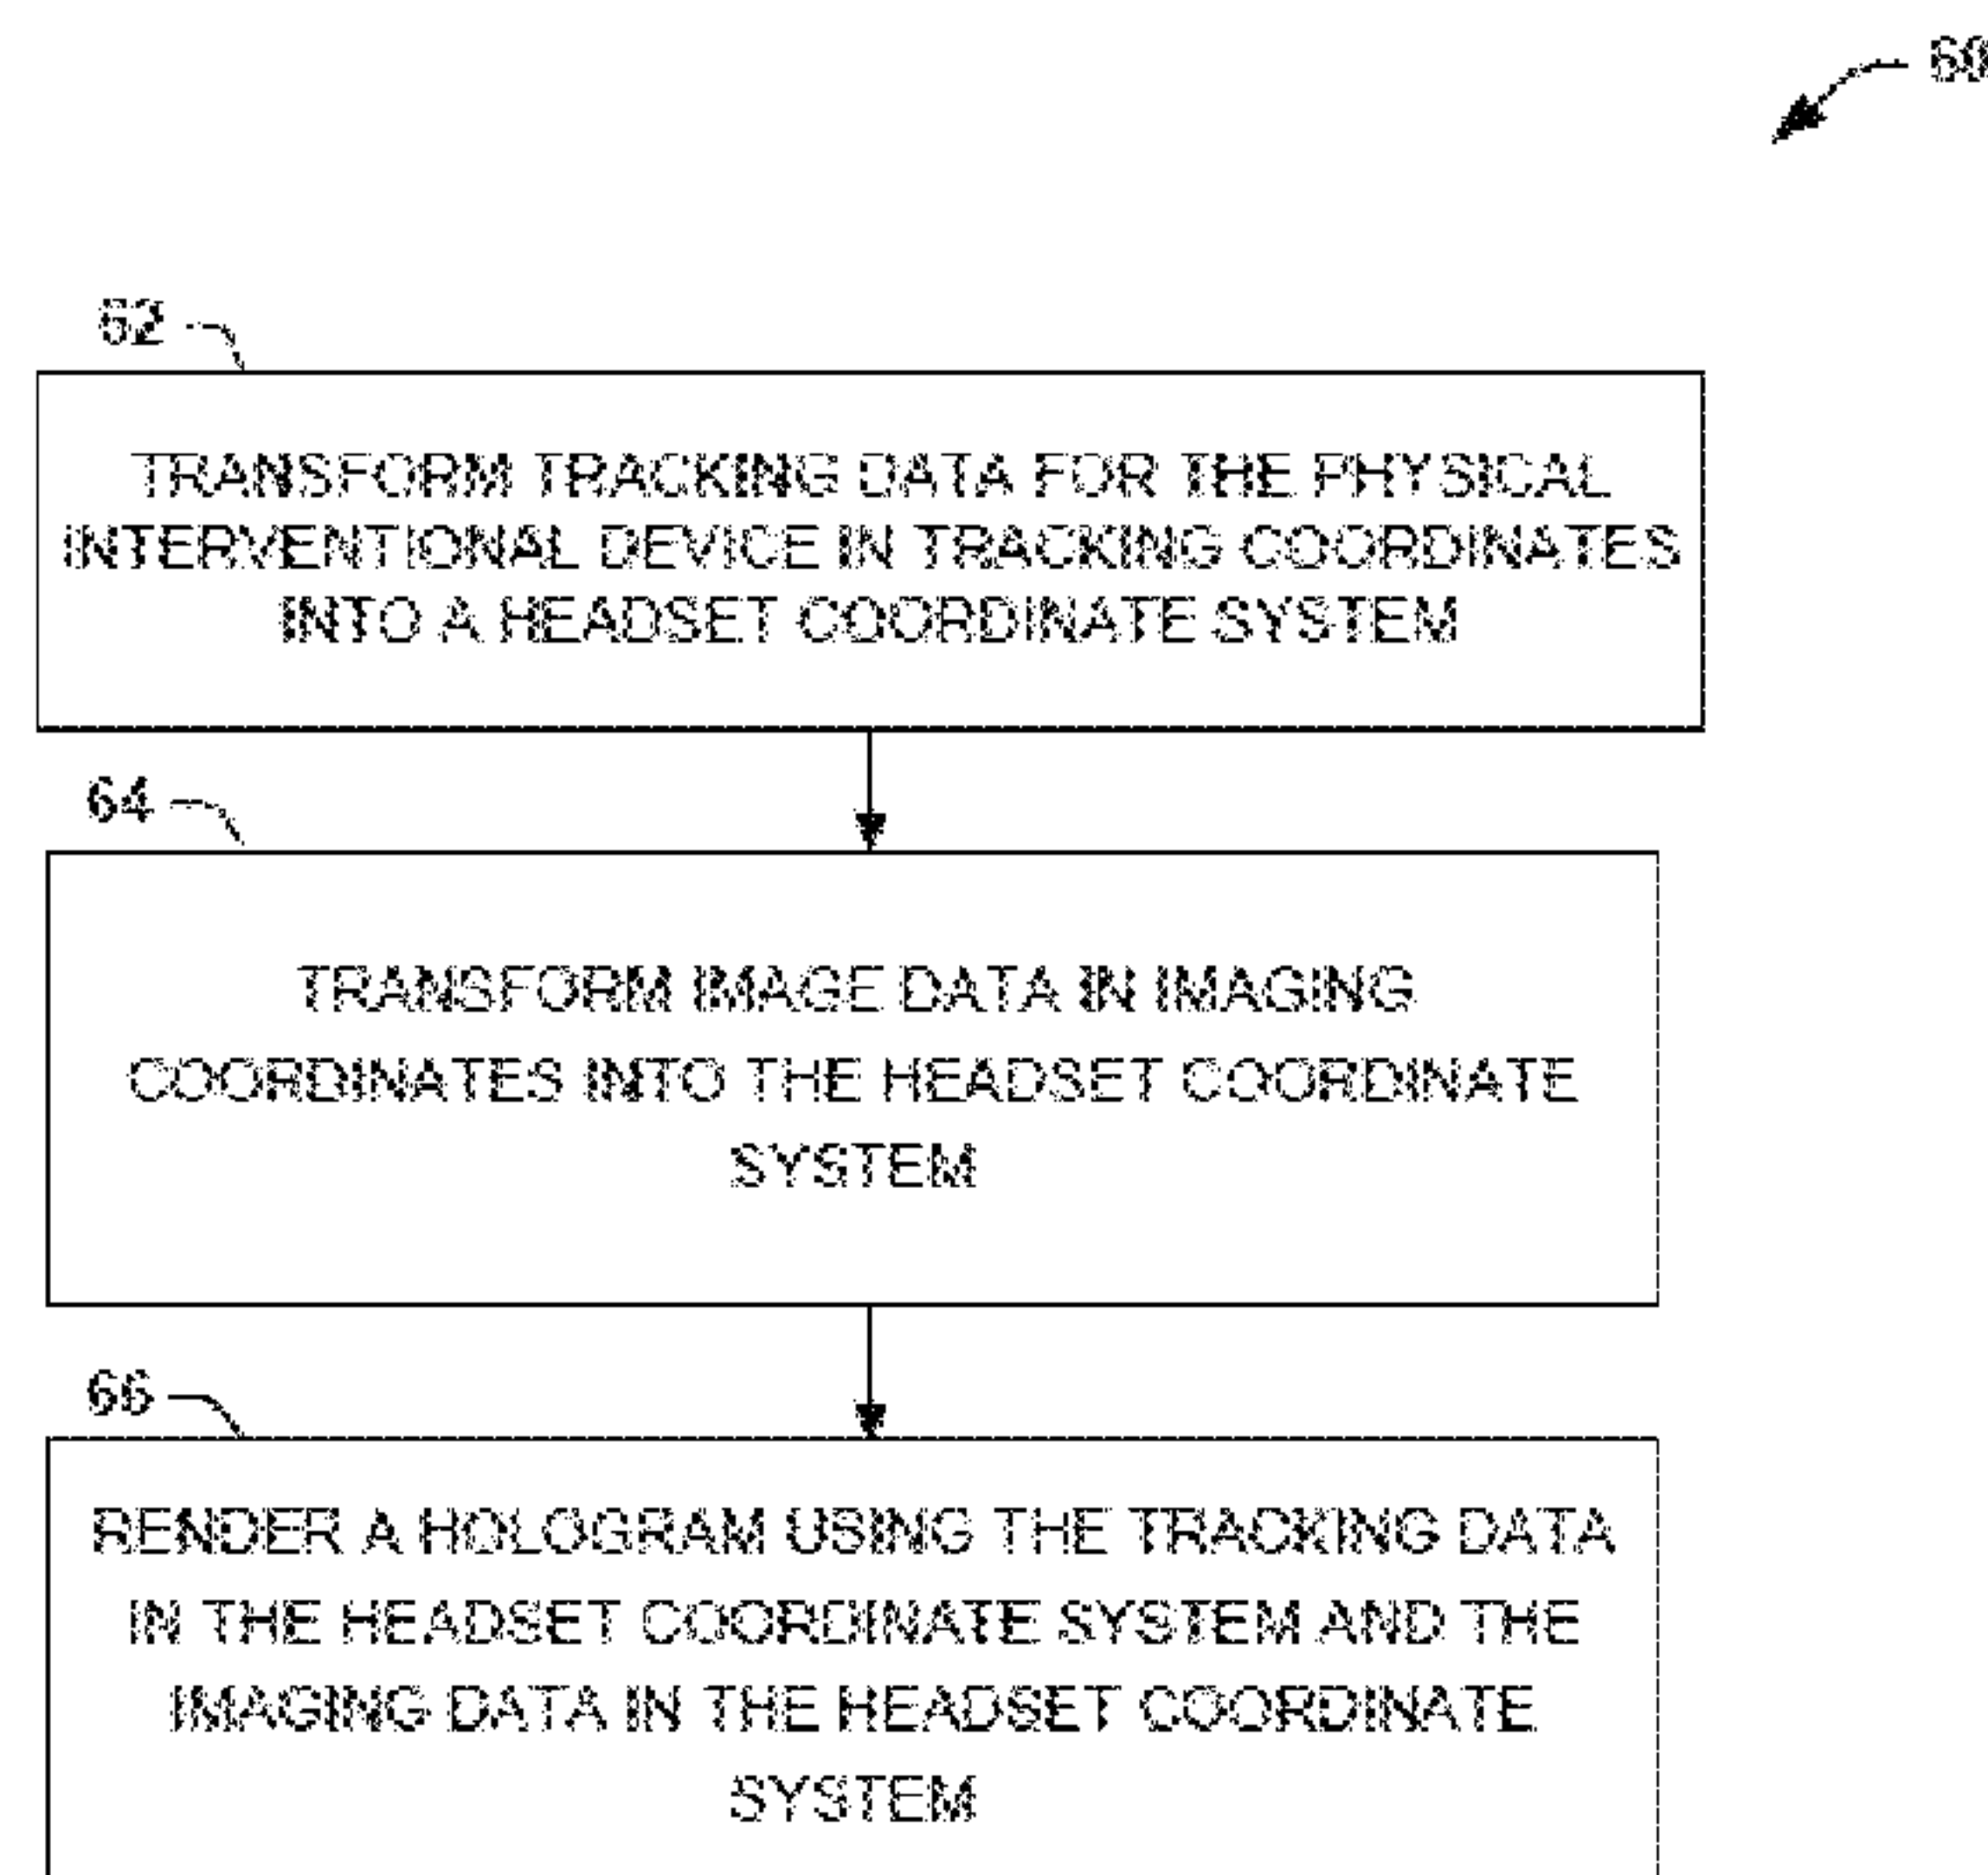 60
52
TRANSFORM TRACKING DATA FOR THE PHYSICAL
INTERVENTIONAL DEVICE IN TRACKING COORDINATES
INTO A HEADSET COORDINATE SYSTEM
64
TRANSFORM IMAGE DATA IN IMAGING
COORDINATES INTO THE HEADSET COORDINATE
SYSTEM
66
RENDER A HOLOGRAM USING THE TRACKING DATA
IN THE HEADSET COORDINATE SYSTEM AND THE
IMAGING DATA IN THE HEADSET COORDINATE
SYSTEM